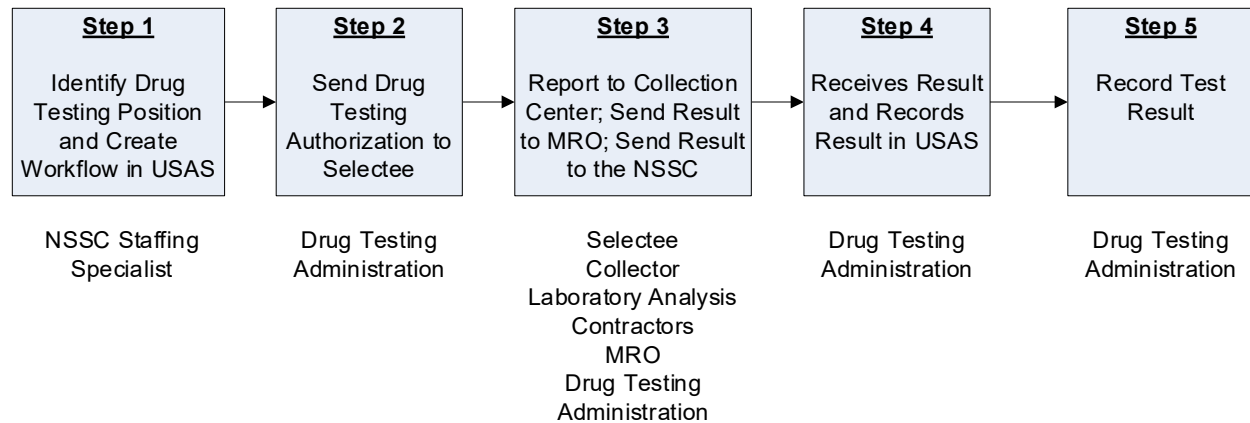 Step 1
Identify Drug
Testing Position
and Create
Workflow in USAS
Step 2
Send Drug
Testing
Authorization to
Selectee
Step 3
Report to Collection
Center; Send Result
to MRO; Send Result
to the NSSC
Step 4
Receives Result
and Records
Result in USAS
Step 5
Record Test
Result
NSSC Staffing
Specialist
Drug Testing
Administration
Selectee
Collector
Laboratory Analysis
Contractors
MRO
Drug Testing
Administration
Drug Testing
Administration
Drug Testing
Administration